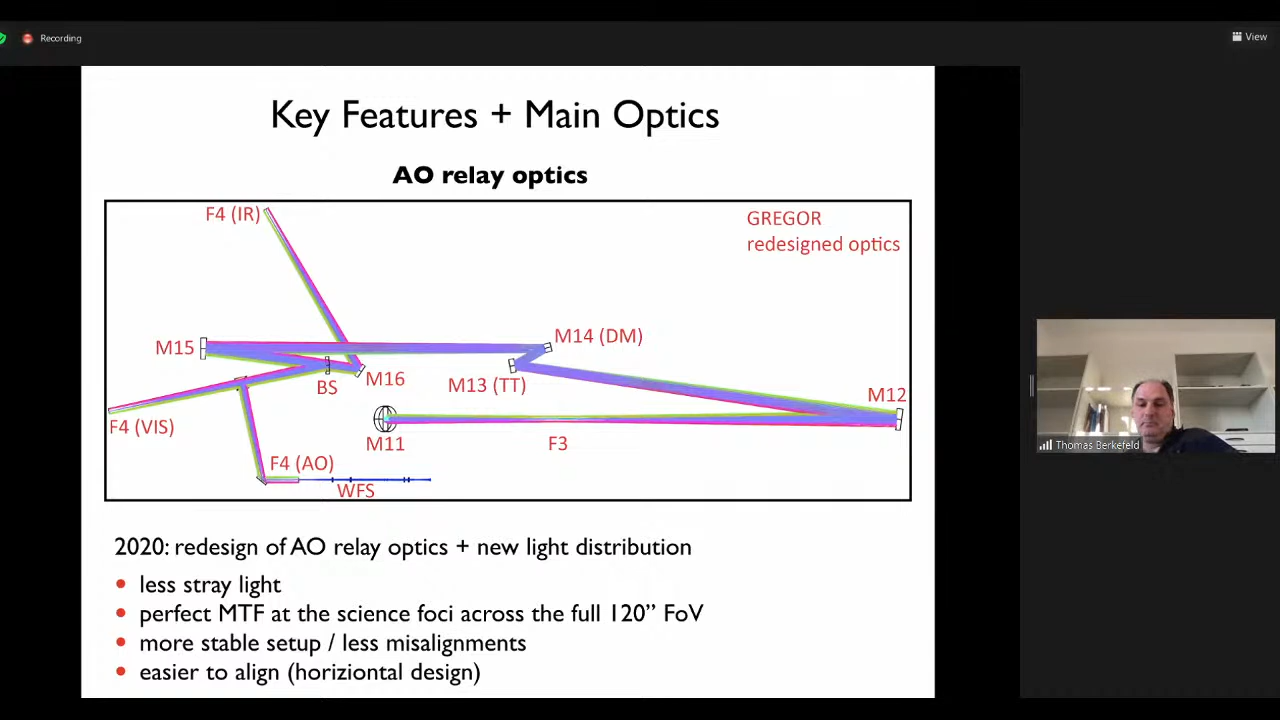 Recording
View
Key Features + Main Optics
AO relay optics
F4 (IR)
GREGOR
redesigned optics
M14 (DM)
M15
BS
M16
M13 (TT)
M12
F4 (VIS)
M11
F3
F4 (AO)
WFS
Thomas Berkefeld
2020: redesign of AO relay optics + new light distribution
• less stray light
• perfect MTF at the science foci across the full 120” FoV
• more stable setup / less misalignments
• easier to align (horiziontal design)